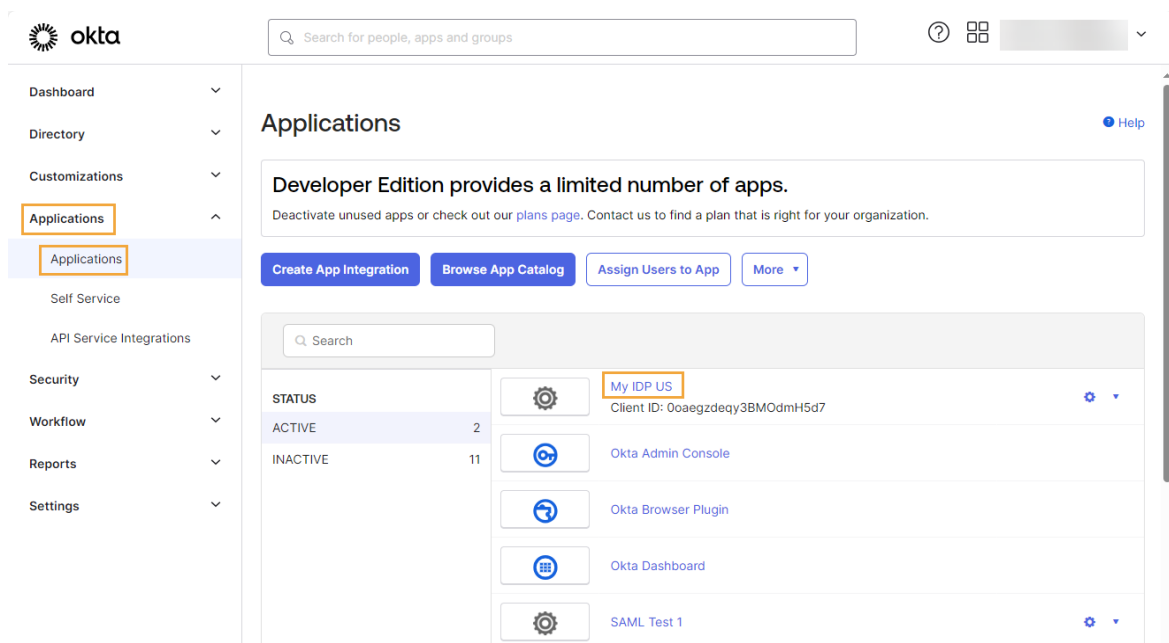 okta
Search for people, apps and groups
Dashboard
Directory
Customizations
Applications
Applications
Self Service
API Service Integrations
Security
Workflow
Reports
Settings
Applications
Help
Developer Edition provides a limited number of apps.
Deactivate unused apps or check out our plans page. Contact us to find a plan that is right for your organization.
Create App Integration
Browse App Catalog
Assign Users to App
More
Search
STATUS
ACTIVE 2
INACTIVE 11
My IDP US
Client ID: 0oaegzdeqy3BMOdmH5d7
Okta Admin Console
Okta Browser Plugin
Okta Dashboard
SAML Test 1